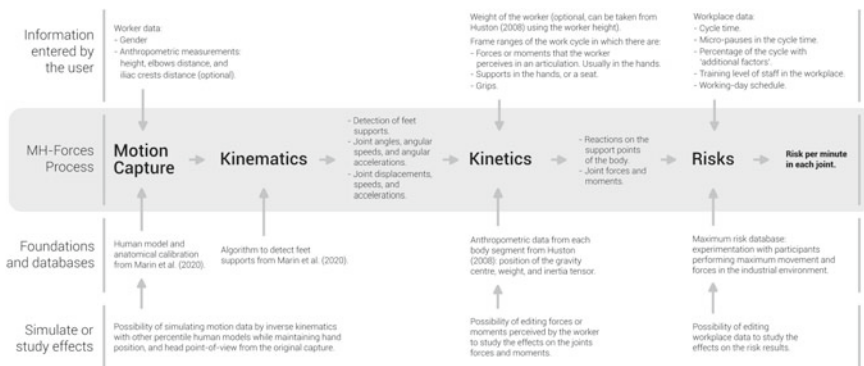 Information
entered by
the user
Worker data:
- Gender
- Anthropometric measurements:
height, elbows distance, and
iliac crests distance (optional).
Weight of the worker (optional, can be taken from
Huston (2008) using the worker height).
Frame ranges of the work cycle in which there are:
- Forces or moments that the worker
perceives in an articulation. Usually in the hands.
- Supports in the hands, or a seat.
- Grips.
Workplace data:
- Cycle time.
- Micro-pauses in the cycle time.
- Percentage of the cycle with
'additional factors'.
- Training level of staff in the workplace.
- Working-day schedule.
MH-Forces
Process
Motion
Capture
Kinematics
- Detection of feet
supports.
- Joint angles, angular
speeds, and angular
accelerations.
- Joint displacements,
speeds, and
accelerations.
Kinetics
- Reactions on the
support points
of the body.
- Joint forces and
moments.
Risks
Risk per minute
in each joint.
Foundations
and databases
Human model and
anatomical calibration
from Marin et al. (2020).
Algorithm to detect feet
supports from Marin et al. (2020).
Anthropometric data from each
body segment from Huston
(2008): position of the gravity
centre, weight, and inertia tensor.
Maximum risk database:
experimentation with participants
performing maximum movement and
forces in the industrial environment.
Simulate or
study effects
Possibility of simulating motion data by inverse kinematics
with other percentile human models while maintaining hand
position, and head point-of-view from the original capture.
Possibility of editing forces or
moments perceived by the worker
to study the effects on the joints
forces and moments.
Possibility of editing
workplace data to study the
effects on the risk results.